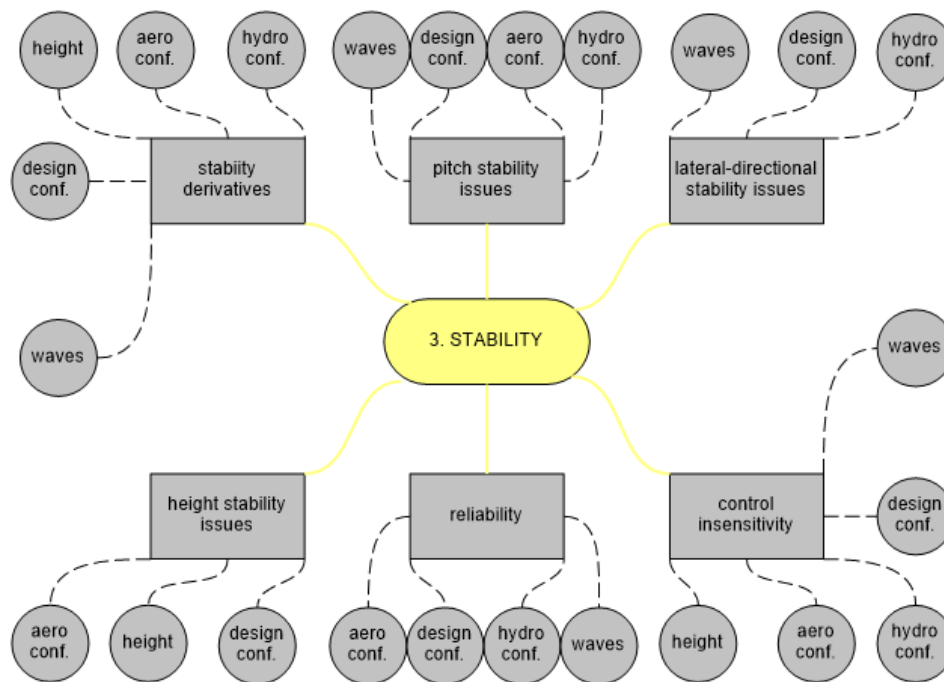 height
aero
conf.
hydro
conf.
waves
design
conf.
aero
conf.
hydro
conf.
waves
design
conf.
hydro
conf.
design
conf.
stabiity
derivatives
pitch stability
issues
lateral-directional
stability issues
waves
3. STABILITY
waves
height stability
issues
reliability
control
insensitivity
design
conf.
aero
conf.
height
design
conf.
aero
conf.
design
conf.
hydro
conf.
waves
height
aero
conf.
hydro
conf.